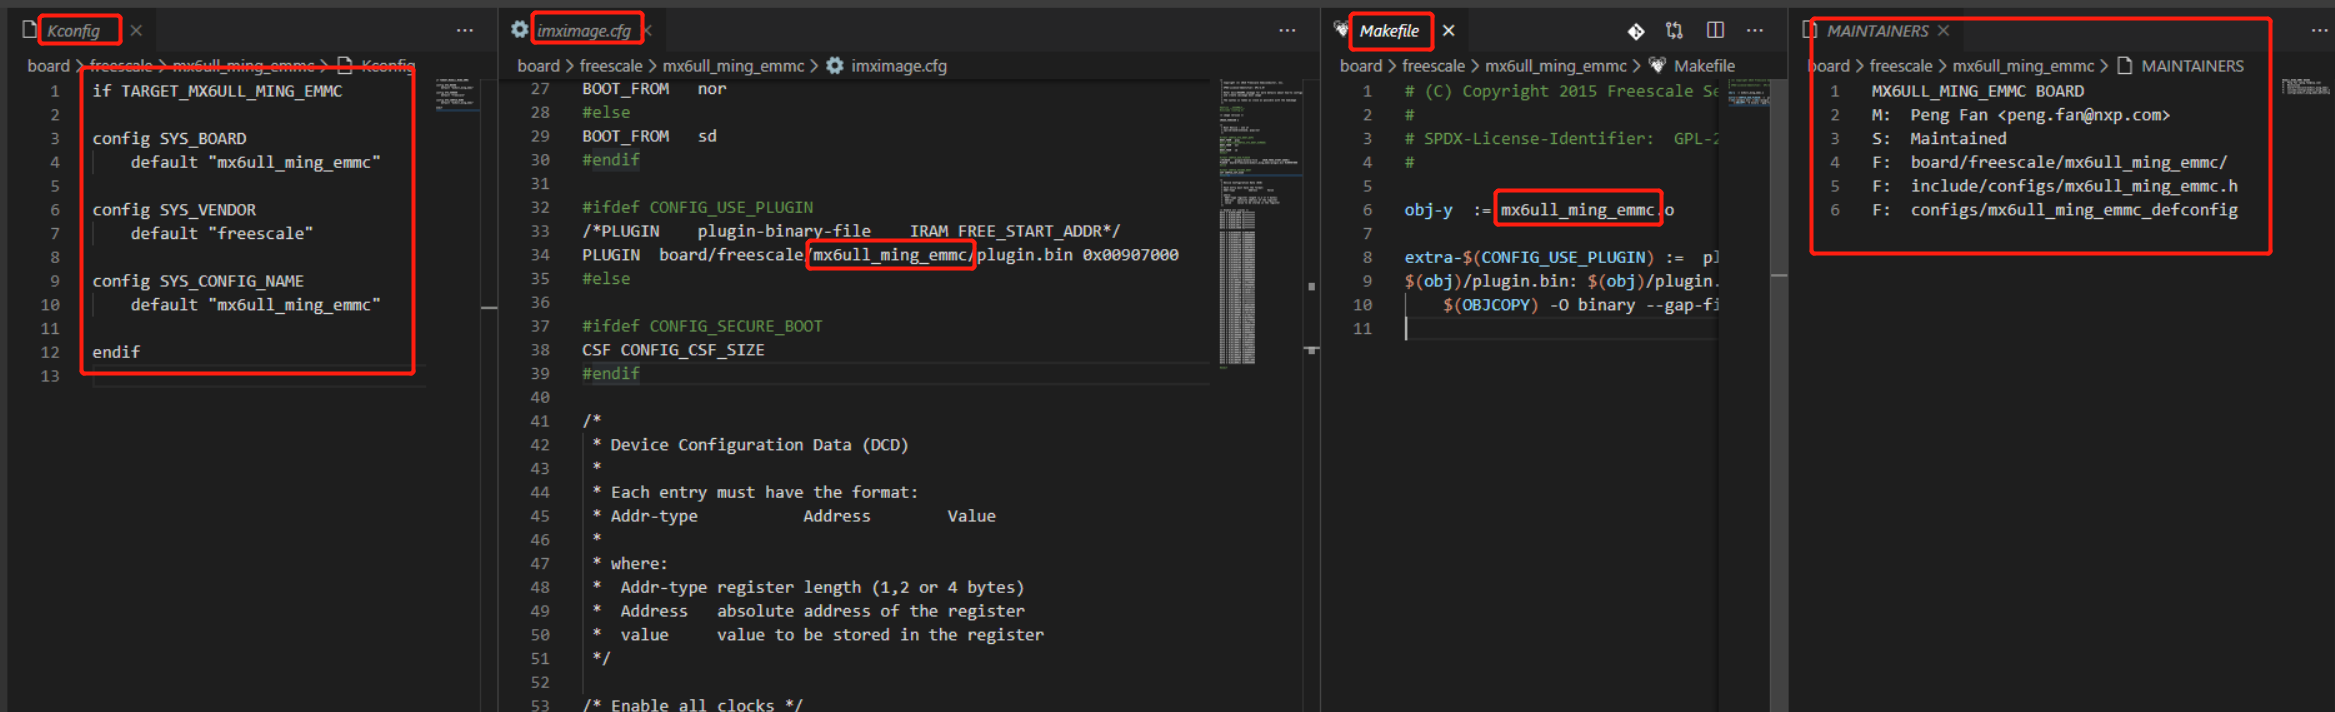 Kconfig
board > freescale > mx6ull_ming_emmc > Kconfig
1 if TARGET_MX6ULL_MING_EMMC
2
3 config SYS_BOARD
4 default "mx6ull_ming_emmc"
5
6 config SYS_VENDOR
7 default "freescale"
8
9 config SYS_CONFIG_NAME
10 default "mx6ull_ming_emmc"
11
12 endif
13
imximage.cfg
board > freescale > mx6ull_ming_emmc > imximage.cfg
27 BOOT_FROM nor
28 #else
29 BOOT_FROM sd
30 #endif
31
32 #ifdef CONFIG_USE_PLUGIN
33 /*PLUGIN plugin-binary-file IRAM_FREE_START_ADDR*/
34 PLUGIN board/freescale/mx6ull_ming_emmc/plugin.bin 0x00907000
35 #else
36
37 #ifdef CONFIG_SECURE_BOOT
38 CSF CONFIG_CSF_SIZE
39 #endif
40
41 /*
42 * Device Configuration Data (DCD)
43 *
44 * Each entry must have the format:
45 * Addr-type Address Value
46 *
47 * where:
48 * Addr-type register length (1,2 or 4 bytes)
49 * Address absolute address of the register
50 * value value to be stored in the register
51 */
52
53 /* Enable all clocks */
Makefile
board > freescale > mx6ull_ming_emmc > Makefile
1 # (C) Copyright 2015 Freescale Se
2 #
3 # SPDX-License-Identifier: GPL-2
4 #
5
6 obj-y := mx6ull_ming_emmc.o
7
8 extra-$(CONFIG_USE_PLUGIN) := pl
9 $(obj)/plugin.bin: $(obj)/plugin.
10 $(OBJCOPY) -O binary --gap-fi
11
MAINTAINERS
board > freescale > mx6ull_ming_emmc > MAINTAINERS
1 MX6ULL_MING_EMMC BOARD
2 M: Peng Fan <peng.fan@nxp.com>
3 S: Maintained
4 F: board/freescale/mx6ull_ming_emmc/
5 F: include/configs/mx6ull_ming_emmc.h
6 F: configs/mx6ull_ming_emmc_defconfig